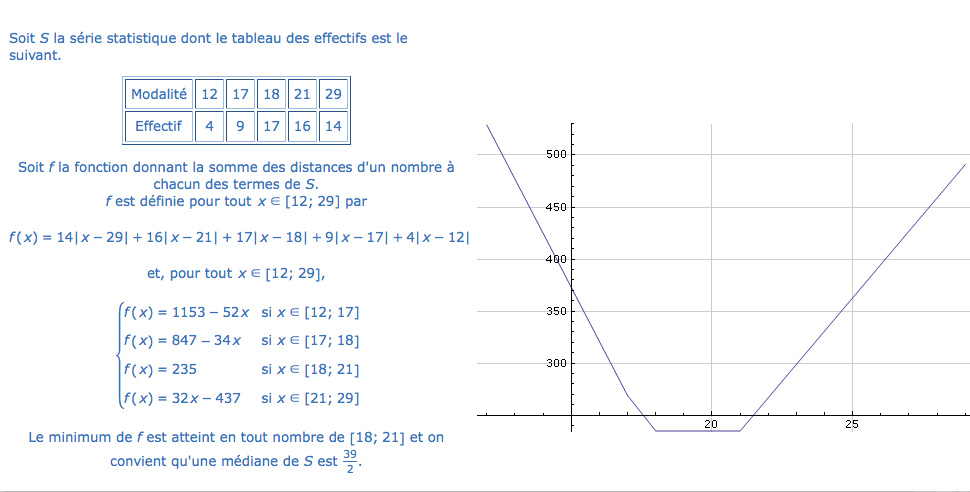 Soit S la série statistique dont le tableau des effectifs est le
suivant.
Modalité 12 17 18 21 29
Effectif 4 9 17 16 14
Soit f la fonction donnant la somme des distances d'un nombre à
chacun des termes de S.
f est définie pour tout x ∈ [12; 29] par
f(x) = 14|x − 29| + 16|x − 21| + 17|x − 18| + 9|x − 17| + 4|x − 12|
et, pour tout x ∈ [12; 29],
f(x) = 1153 − 52x si x ∈ [12; 17]
f(x) = 847 − 34x si x ∈ [17; 18]
f(x) = 235 si x ∈ [18; 21]
f(x) = 32x − 437 si x ∈ [21; 29]
Le minimum de f est atteint en tout nombre de [18; 21] et on
convient qu'une médiane de S est 39/2.
500
450
400
350
300
20 25